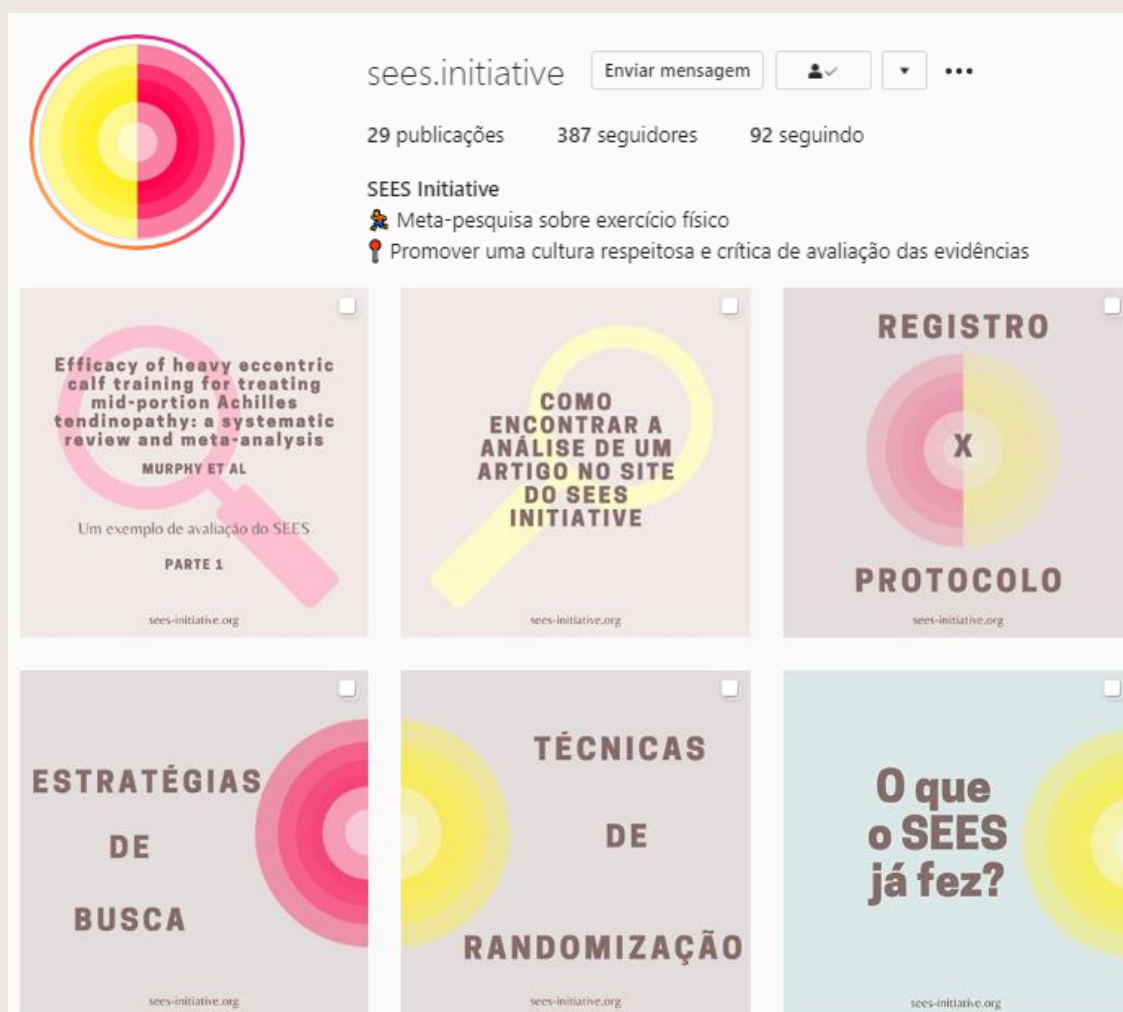 sees.initiative
Enviar mensagem
29 publicações 387 seguidores 92 seguindo
SEES Initiative
Meta-pesquisa sobre exercício físico
Promover uma cultura respeitosa e crítica de avaliação das evidências
Efficacy of heavy eccentric
calf training for treating
mid-portion Achilles
tendinopathy: a systematic
review and meta-analysis
MURPHY ET AL
Um exemplo de avaliação do SEES
PARTE 1
sees-initiative.org
COMO
ENCONTRAR A
ANÁLISE DE UM
ARTIGO NO SITE
DO SEES
INITIATIVE
sees-initiative.org
REGISTRO
X
PROTOCOLO
sees-initiative.org
ESTRATÉGIAS
DE
BUSCA
sees-initiative.org
TÉCNICAS
DE
RANDOMIZAÇÃO
sees-initiative.org
O que
o SEES
já fez?
sees-initiative.org